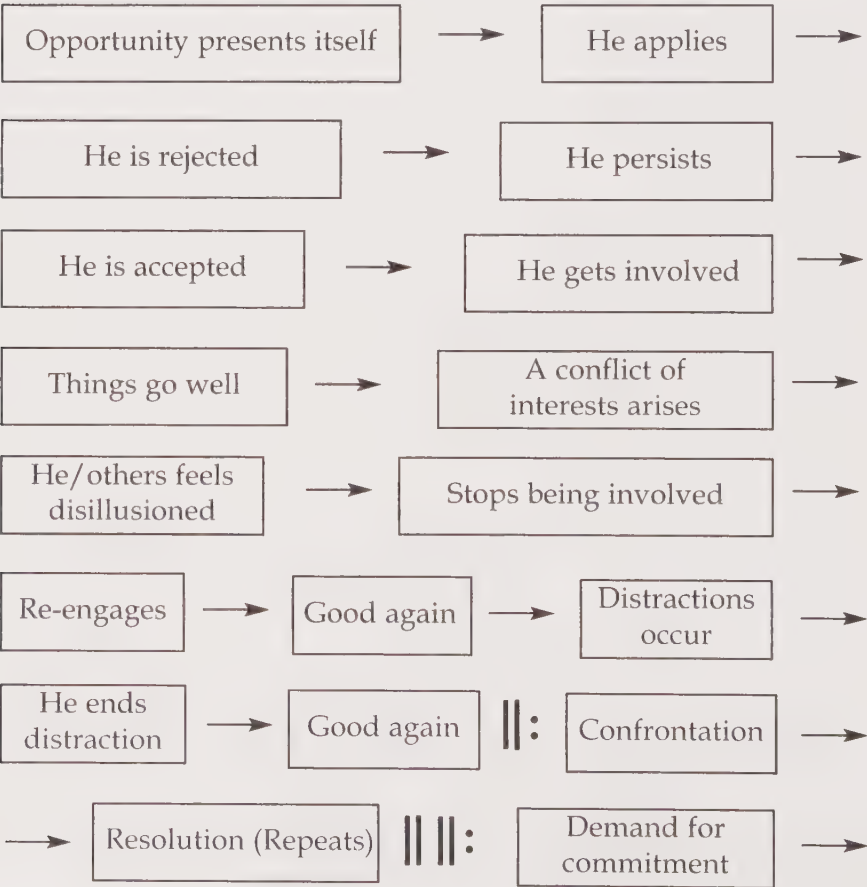 Opportunity presents itself
He applies
He is rejected
He persists
He is accepted
He gets involved
Things go well
A conflict of
interests arises
He/others feels
disillusioned
Stops being involved
Re-engages
Good again
Distractions
occur
He ends
distraction
Good again
Confrontation
Resolution (Repeats)
Demand for
commitment